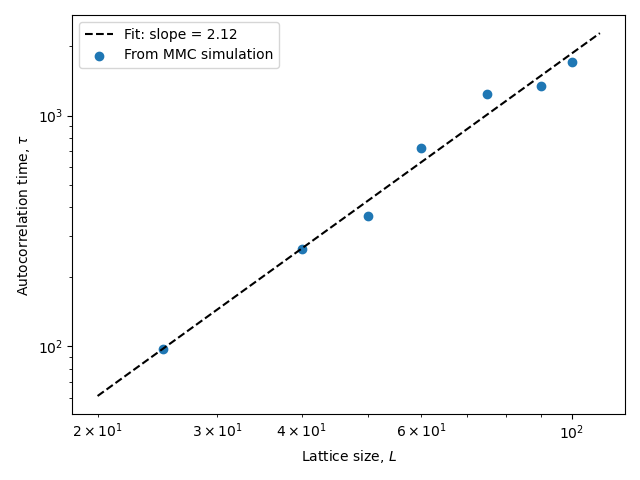 Fit: slope = 2.12
From MMC simulation
Autocorrelation time, τ
10³
10²
2 × 10¹ 3 × 10¹ 4 × 10¹ 6 × 10¹ 10²
Lattice size, L